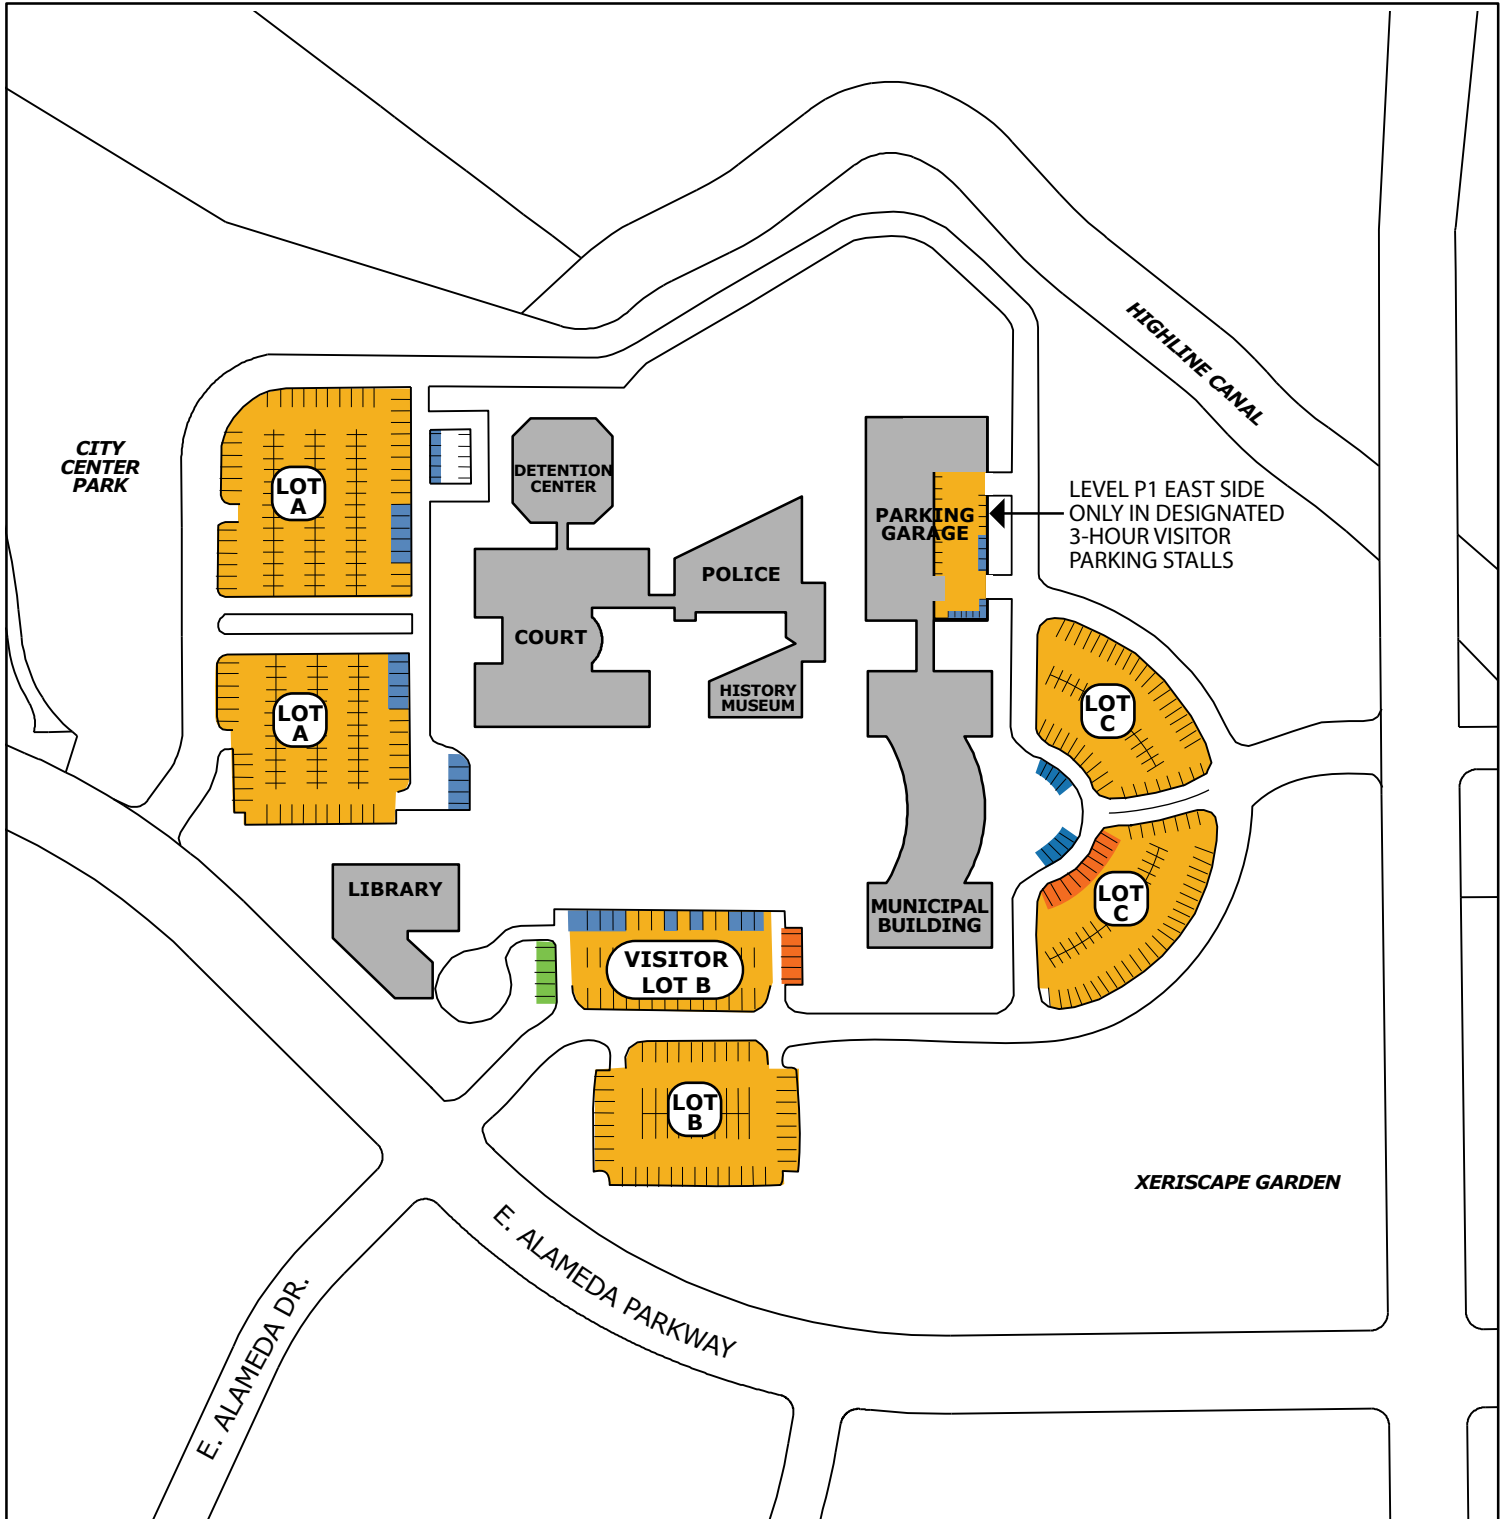 HIGHLINE CANAL
CITY
CENTER
PARK
LOT
A
DETENTION
CENTER
PARKING
GARAGE
LEVEL P1 EAST SIDE
ONLY IN DESIGNATED
3-HOUR VISITOR
PARKING STALLS
POLICE
COURT
HISTORY
MUSEUM
LOT
A
LOT
C
LIBRARY
LOT
C
MUNICIPAL
BUILDING
VISITOR
LOT B
LOT
B
XERISCAPE GARDEN
E. ALAMEDA PARKWAY
E. ALAMEDA DR.